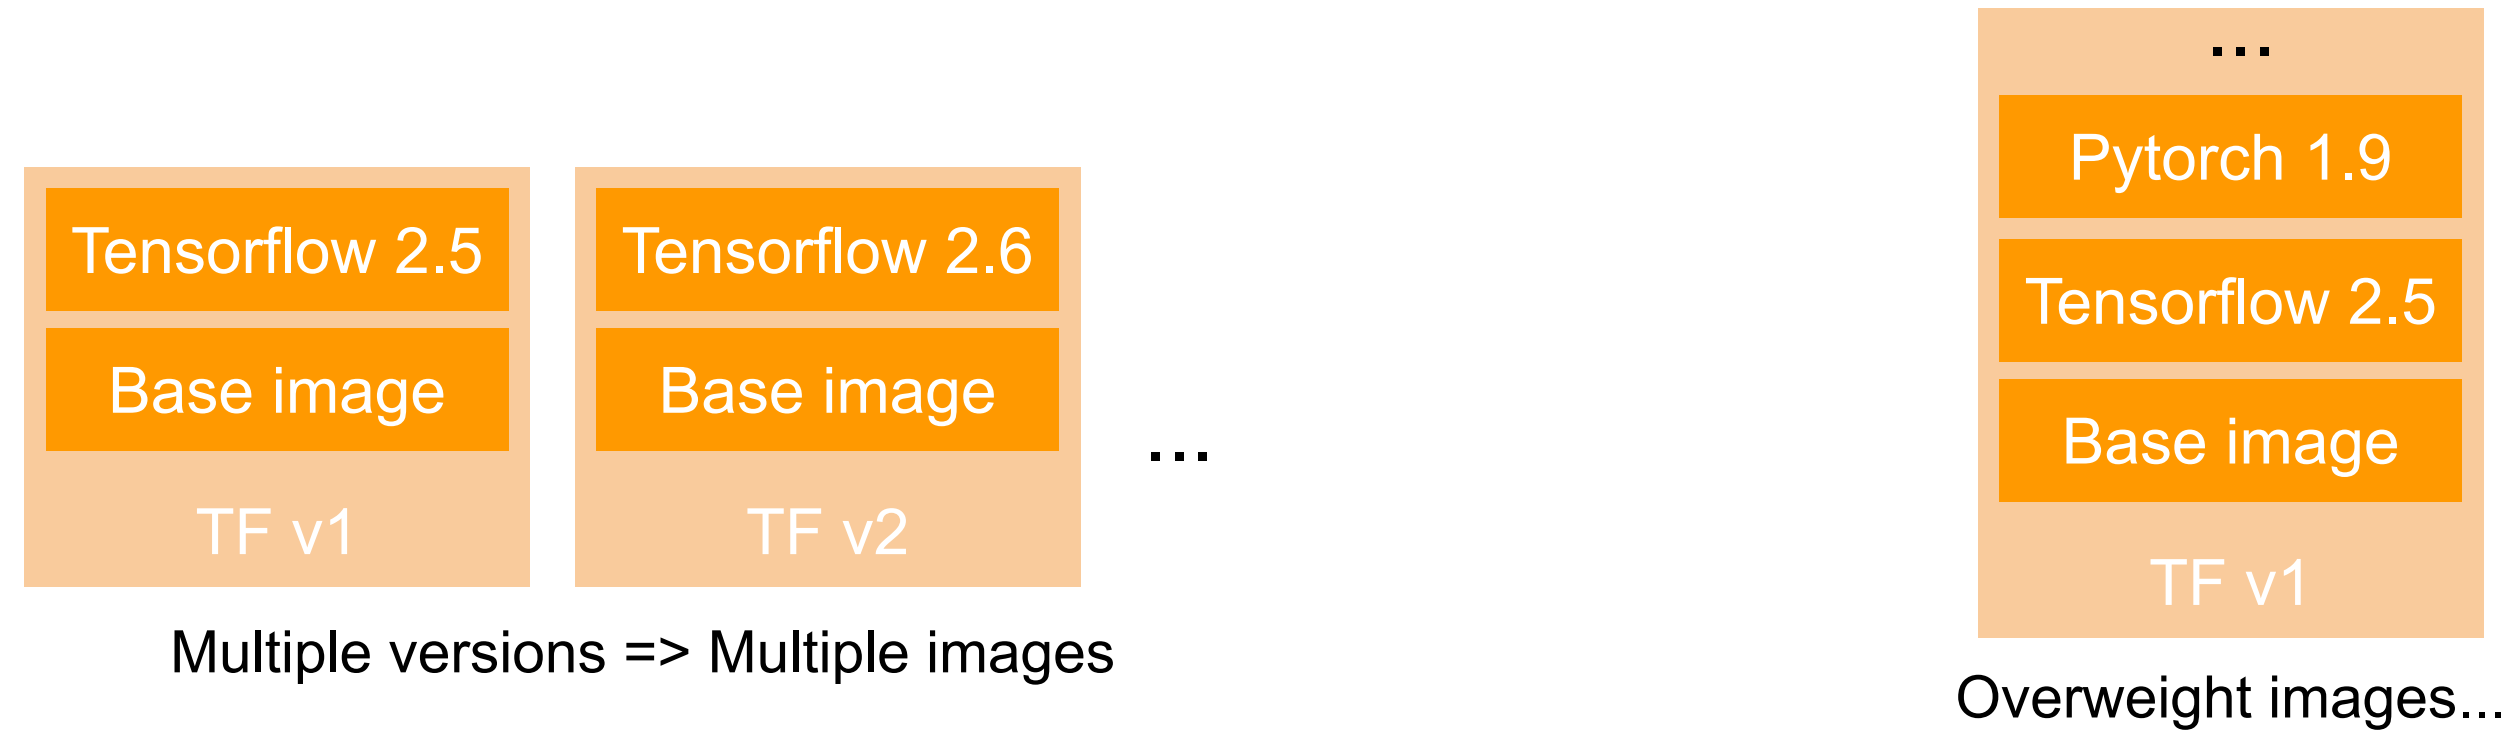 Tensorflow 2.5
Base image
TF v1
Tensorflow 2.6
Base image
TF v2
...
Multiple versions => Multiple images
...
Pytorch 1.9
Tensorflow 2.5
Base image
TF v1
Overweight images...